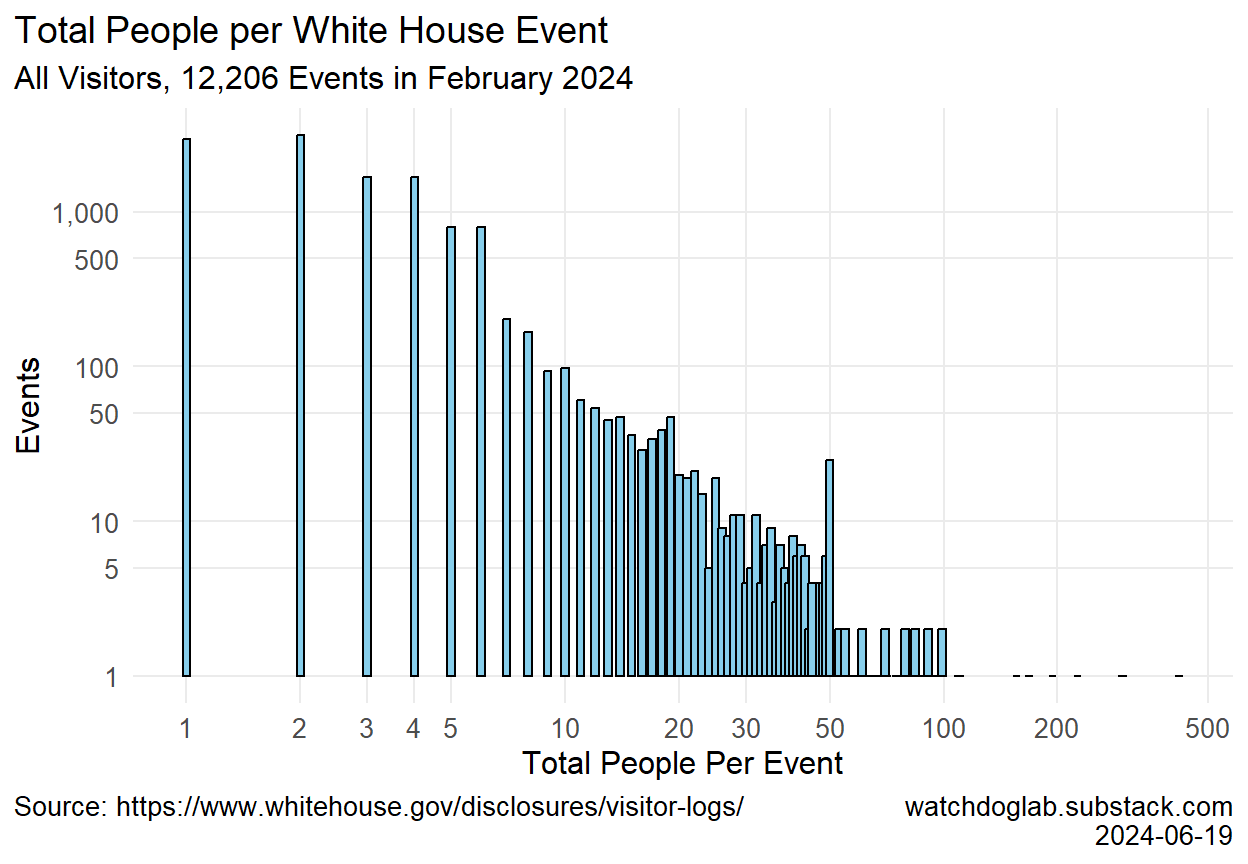 Total People per White House Event
All Visitors, 12,206 Events in February 2024
Events
1,000
500
100
50
10
5
1
1 2 3 4 5 10 20 30 50 100 200 500
Total People Per Event
Source: https://www.whitehouse.gov/disclosures/visitor-logs/
watchdoglab.substack.com
2024-06-19